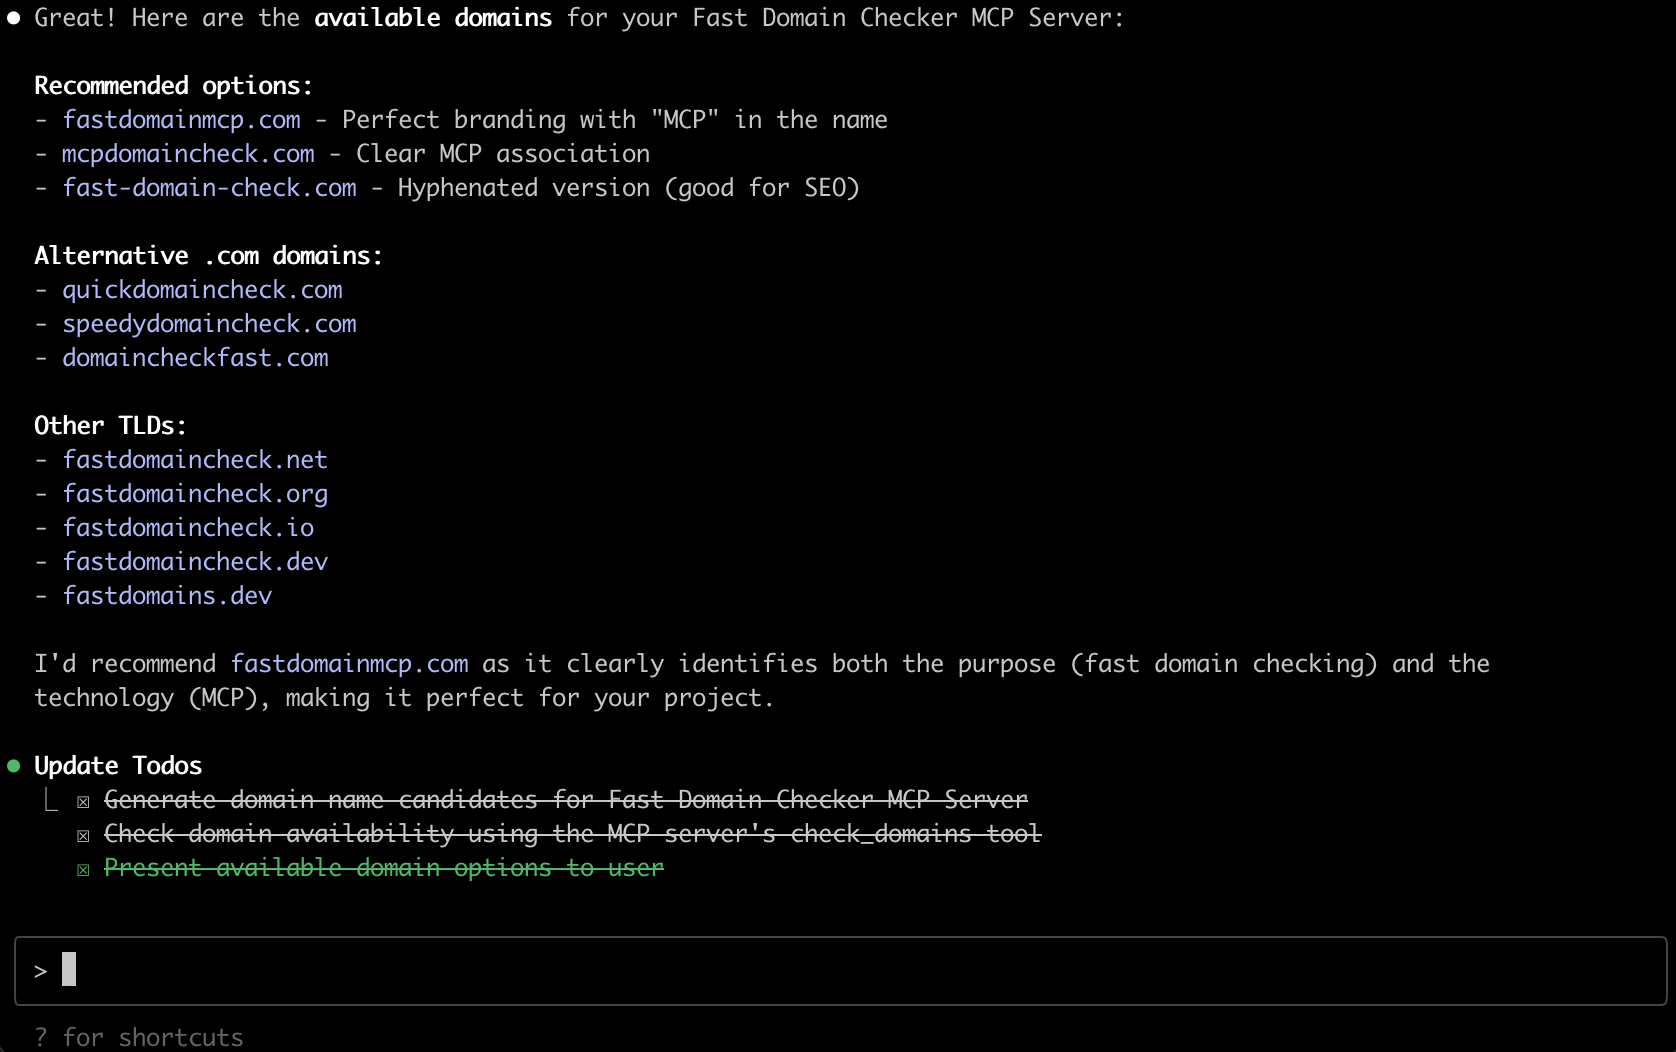 ● Great! Here are the available domains for your Fast Domain Checker MCP Server:
Recommended options:
- fastdomainmcp.com - Perfect branding with "MCP" in the name
- mcpdomaincheck.com - Clear MCP association
- fast-domain-check.com - Hyphenated version (good for SEO)
Alternative .com domains:
- quickdomaincheck.com
- speedydomaincheck.com
- domaincheckfast.com
Other TLDs:
- fastdomaincheck.net
- fastdomaincheck.org
- fastdomaincheck.io
- fastdomaincheck.dev
- fastdomains.dev
I'd recommend fastdomainmcp.com as it clearly identifies both the purpose (fast domain checking) and the
technology (MCP), making it perfect for your project.
● Update Todos
⎿ ☒ Generate domain name candidates for Fast Domain Checker MCP Server
☒ Check domain availability using the MCP server's check_domains tool
☒ Present available domain options to user
>
? for shortcuts